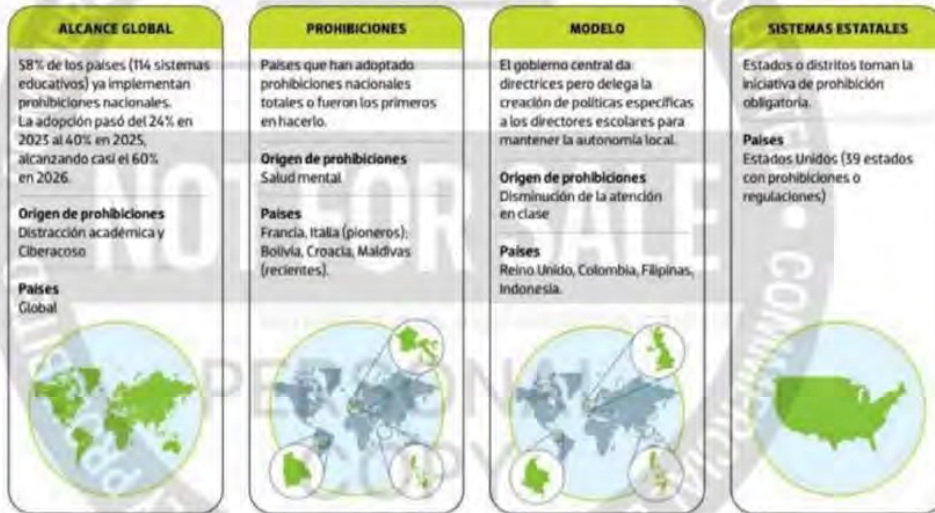 ALCANCE GLOBAL
58% de los países (114 sistemas
educativos) ya implementan
prohibiciones nacionales.
La adopción pasó del 24% en
2023 al 40% en 2025,
alcanzando casi el 60%
en 2026.
Origen de prohibiciones
Distracción académica y
Ciberacoso
Países
Global
PROHIBICIONES
Países que han adoptado
prohibiciones nacionales
totales o fueron los primeros
en hacerlo.
Origen de prohibiciones
Salud mental
Países
Francia, Italia (pioneros);
Bolivia, Croacia, Maldivas
(recientes).
MODELO
El gobierno central da
directrices pero delega la
creación de políticas específicas
a los directores escolares para
mantener la autonomía local.
Origen de prohibiciones
Disminución de la atención
en clase
Países
Reino Unido, Colombia, Filipinas,
Indonesia.
SISTEMAS ESTATALES
Estados o distritos toman la
iniciativa de prohibición
obligatoria.
Países
Estados Unidos (39 estados
con prohibiciones o
regulaciones)
NOT FOR SALE
PERSONAL
COPY